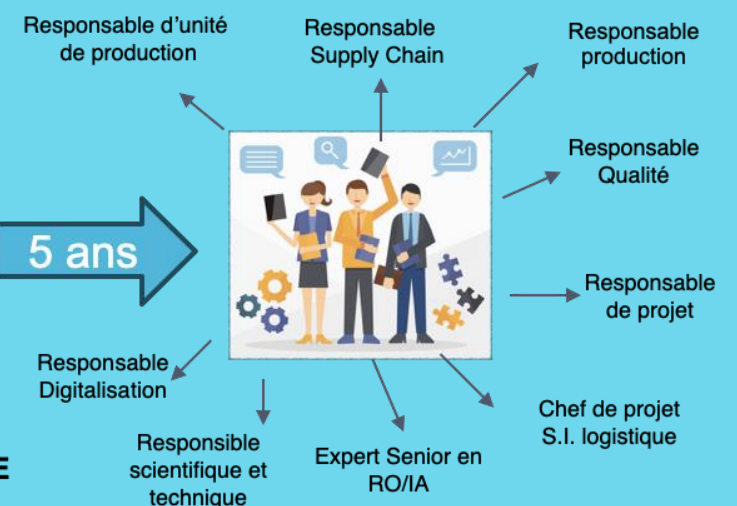 Responsable d'unité
de production
Responsable
Supply Chain
Responsable
production
Responsable
Qualité
5 ans
Responsable
de projet
Responsable
Digitalisation
Chef de projet
S.I. logistique
Responsible
scientifique et
technique
Expert Senior en
RO/IA
E